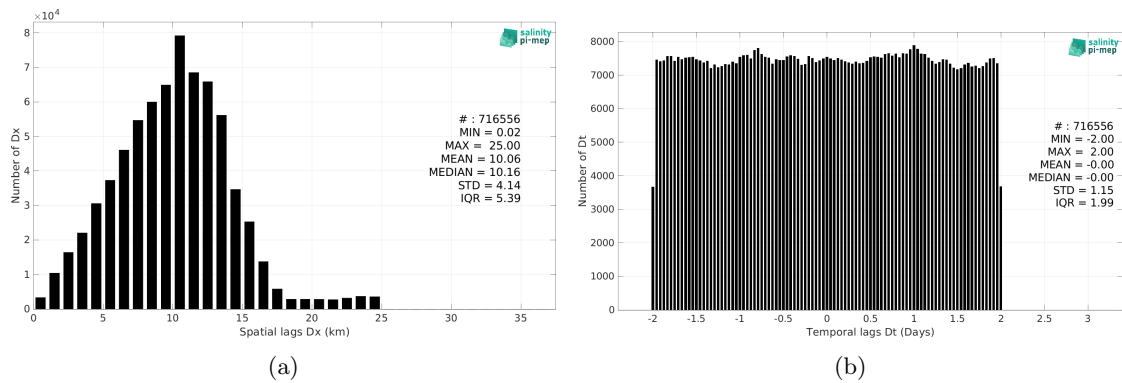 ×10⁴
8
7
6
5
4
3
2
1
0
Number of Dx
0 5 10 15 20 25 30 35
Spatial lags Dx (km)
salinity
pi-mep
# : 716556
MIN = 0.02
MAX = 25.00
MEAN = 10.06
MEDIAN = 10.16
STD = 4.14
IQR = 5.39
(a)
8000
7000
6000
5000
4000
3000
2000
1000
0
Number of Dt
-2 -1.5 -1 -0.5 0 0.5 1 1.5 2 2.5 3
Temporal lags Dt (Days)
salinity
pi-mep
# : 716556
MIN = -2.00
MAX = 2.00
MEAN = -0.00
MEDIAN = -0.00
STD = 1.15
IQR = 1.99
(b)